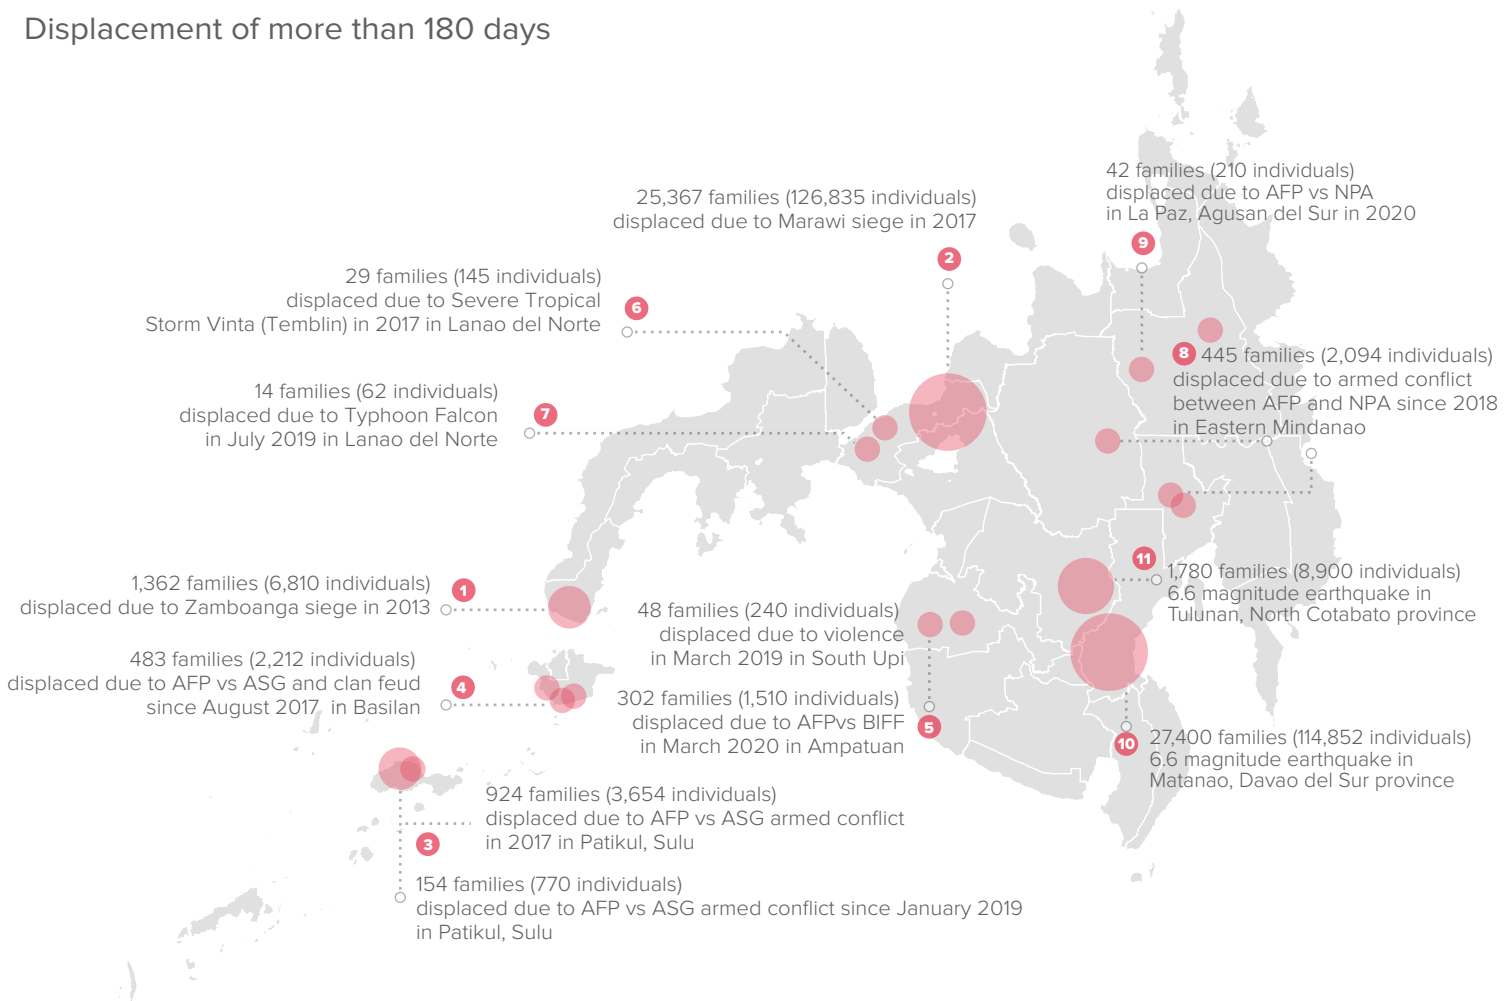 Displacement of more than 180 days
42 families (210 individuals)
displaced due to AFP vs NPA
in La Paz, Agusan del Sur in 2020
9
25,367 families (126,835 individuals)
displaced due to Marawi siege in 2017
2
29 families (145 individuals)
displaced due to Severe Tropical
Storm Vinta (Temblin) in 2017 in Lanao del Norte
6
14 families (62 individuals)
displaced due to Typhoon Falcon
in July 2019 in Lanao del Norte
7
8
445 families (2,094 individuals)
displaced due to armed conflict
between AFP and NPA since 2018
in Eastern Mindanao
11
1,780 families (8,900 individuals)
6.6 magnitude earthquake in
Tulunan, North Cotabato province
1,362 families (6,810 individuals)
displaced due to Zamboanga siege in 2013
1
48 families (240 individuals)
displaced due to violence
in March 2019 in South Upi
483 families (2,212 individuals)
displaced due to AFP vs ASG and clan feud
since August 2017 in Basilan
4
302 families (1,510 individuals)
displaced due to AFPvs BIFF
in March 2020 in Ampatuan
5
10
27,400 families (114,852 individuals)
6.6 magnitude earthquake in
Matanao, Davao del Sur province
924 families (3,654 individuals)
displaced due to AFP vs ASG armed conflict
in 2017 in Patikul, Sulu
3
154 families (770 individuals)
displaced due to AFP vs ASG armed conflict since January 2019
in Patikul, Sulu